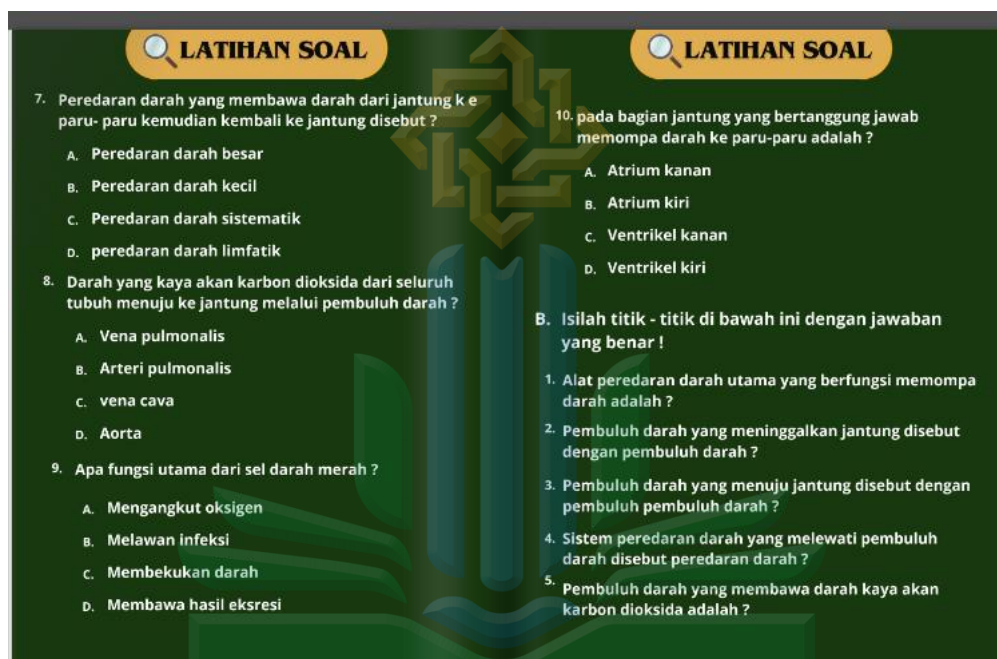 LATIHAN SOAL
7. Peredaran darah yang membawa darah dari jantung k e
paru- paru kemudian kembali ke jantung disebut ?
A. Peredaran darah besar
B. Peredaran darah kecil
C. Peredaran darah sistematik
D. peredaran darah limfatik
8. Darah yang kaya akan karbon dioksida dari seluruh
tubuh menuju ke jantung melalui pembuluh darah ?
A. Vena pulmonalis
B. Arteri pulmonalis
C. vena cava
D. Aorta
9. Apa fungsi utama dari sel darah merah ?
A. Mengangkut oksigen
B. Melawan infeksi
C. Membekukan darah
D. Membawa hasil eksresi
LATIHAN SOAL
10. pada bagian jantung yang bertanggung jawab
memompa darah ke paru-paru adalah ?
A. Atrium kanan
B. Atrium kiri
C. Ventrikel kanan
D. Ventrikel kiri
B. Isilah titik - titik di bawah ini dengan jawaban
yang benar !
1. Alat peredaran darah utama yang berfungsi memompa
darah adalah ?
2. Pembuluh darah yang meninggalkan jantung disebut
dengan pembuluh darah ?
3. Pembuluh darah yang menuju jantung disebut dengan
pembuluh pembuluh darah ?
4. Sistem peredaran darah yang melewati pembuluh
darah disebut peredaran darah ?
5. Pembuluh darah yang membawa darah kaya akan
karbon dioksida adalah ?